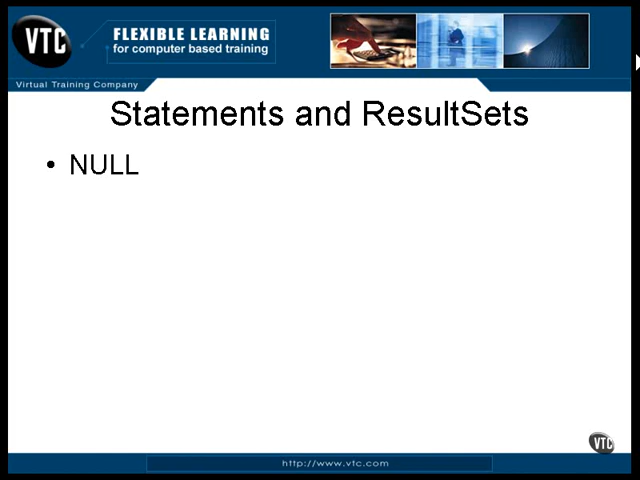 VTC
FLEXIBLE LEARNING
for computer based training
Virtual Training Company
Statements and ResultSets
• NULL
VTC
http://www.vtc.com